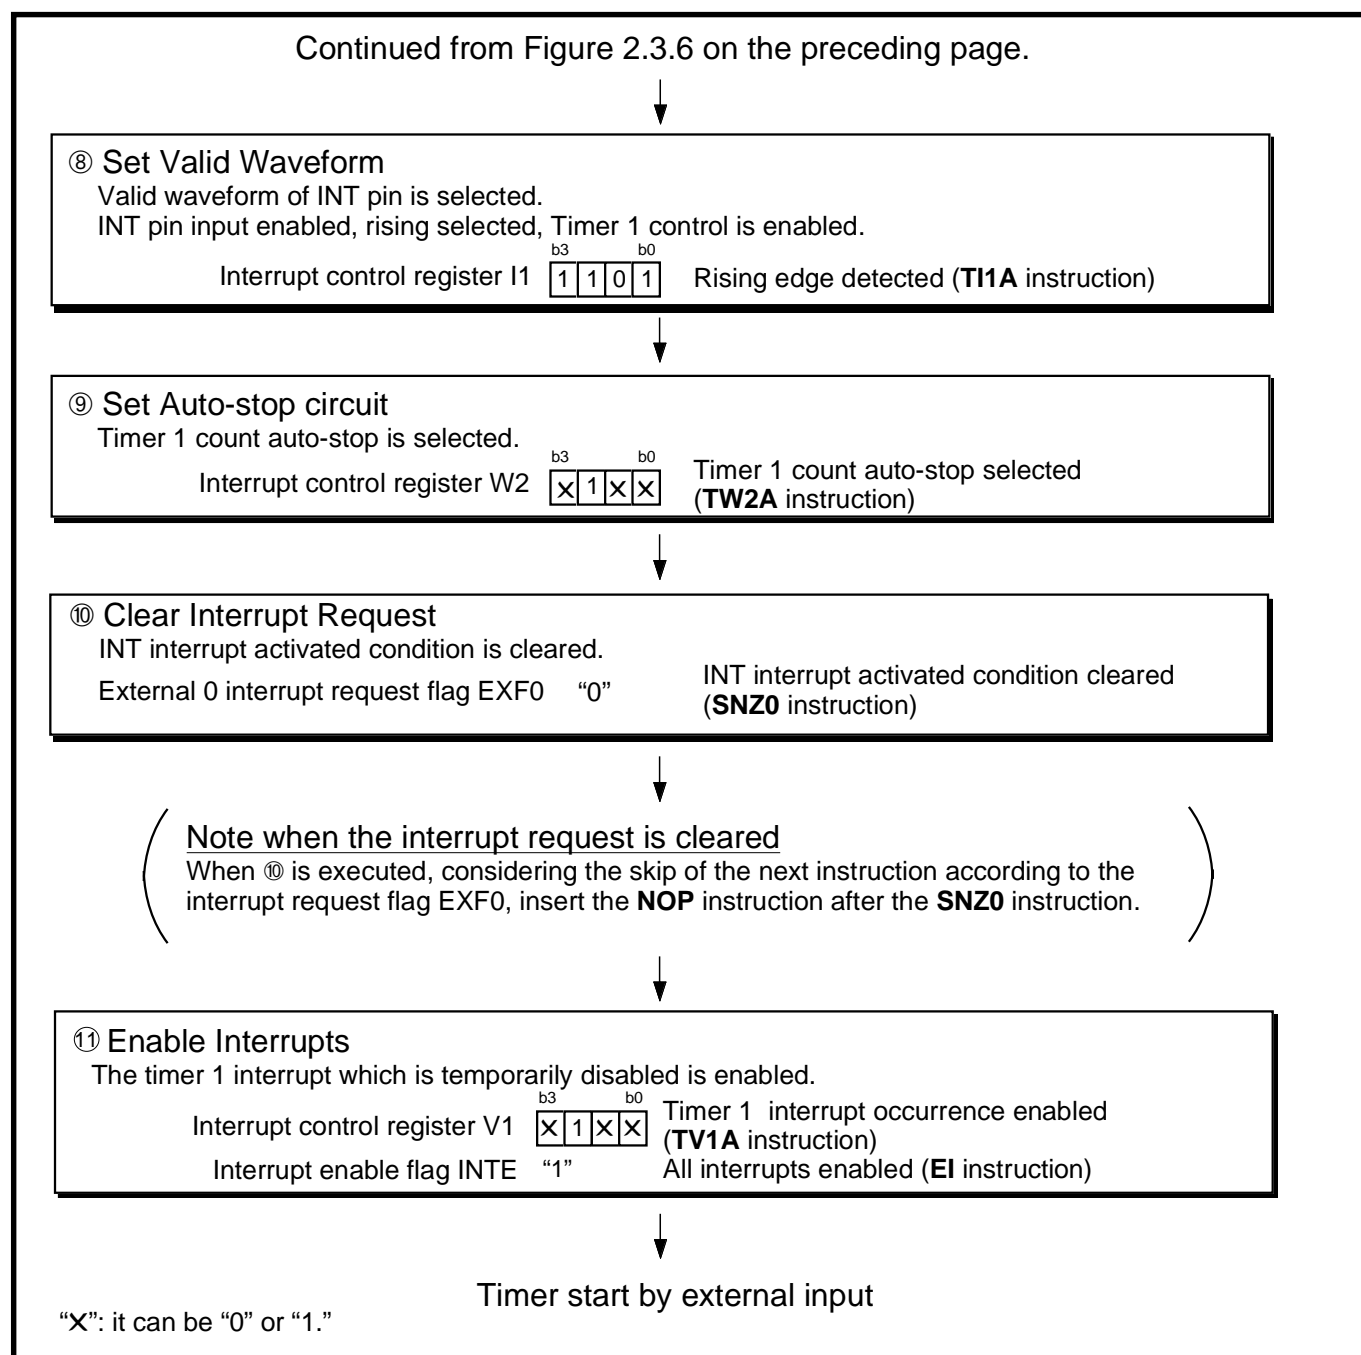 Continued from Figure 2.3.6 on the preceding page.
⑧ Set Valid Waveform
Valid waveform of INT pin is selected.
INT pin input enabled, rising selected, Timer 1 control is enabled.
b3 b0
Interrupt control register I1 1 1 0 1 Rising edge detected (TI1A instruction)
⑨ Set Auto-stop circuit
Timer 1 count auto-stop is selected.
b3 b0
Interrupt control register W2 × 1 × × Timer 1 count auto-stop selected
(TW2A instruction)
⑩ Clear Interrupt Request
INT interrupt activated condition is cleared.
External 0 interrupt request flag EXF0 “0” INT interrupt activated condition cleared
(SNZ0 instruction)
Note when the interrupt request is cleared
When ⑩ is executed, considering the skip of the next instruction according to the
interrupt request flag EXF0, insert the NOP instruction after the SNZ0 instruction.
⑪ Enable Interrupts
The timer 1 interrupt which is temporarily disabled is enabled.
b3 b0
Interrupt control register V1 × 1 × × Timer 1 interrupt occurrence enabled
(TV1A instruction)
Interrupt enable flag INTE “1” All interrupts enabled (EI instruction)
Timer start by external input
“×”: it can be “0” or “1.”